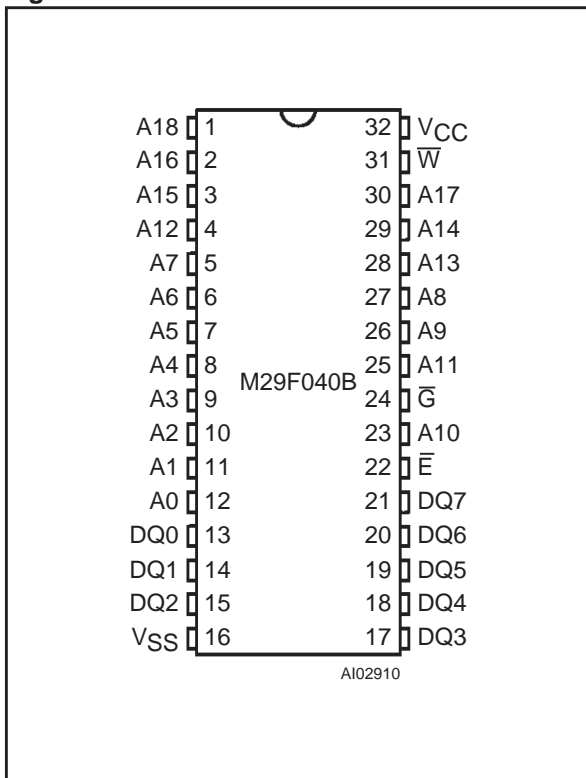 A18 1 32 VCC
A16 2 31 W̅
A15 3 30 A17
A12 4 29 A14
A7 5 28 A13
A6 6 27 A8
A5 7 26 A9
A4 8 25 A11
M29F040B
A3 9 24 G̅
A2 10 23 A10
A1 11 22 E̅
A0 12 21 DQ7
DQ0 13 20 DQ6
DQ1 14 19 DQ5
DQ2 15 18 DQ4
VSS 16 17 DQ3
AI02910